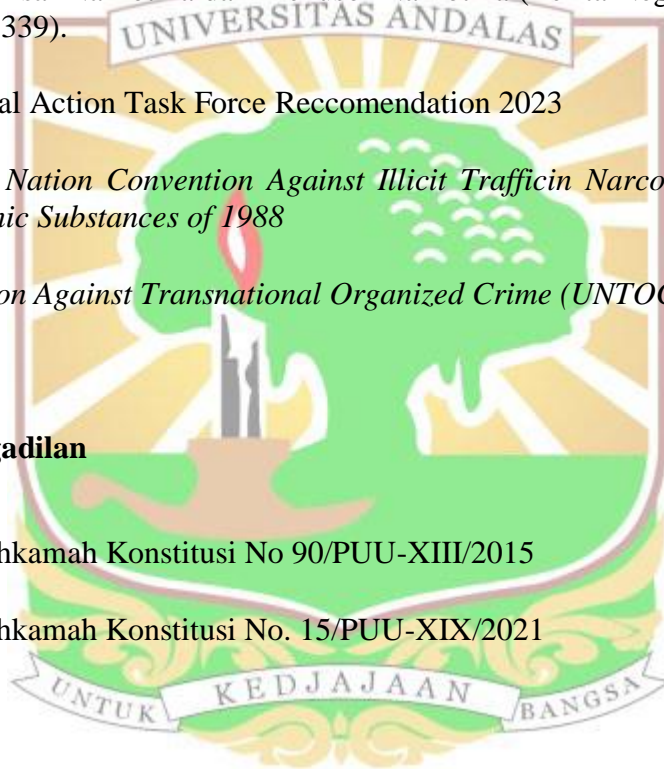 339).
UNIVERSITAS ANDALAS
al Action Task Force Reccomendation 2023
Nation Convention Against Illicit Trafficin Narco
ic Substances of 1988
on Against Transnational Organized Crime (UNTOC
gadilan
hkamah Konstitusi No 90/PUU-XIII/2015
hkamah Konstitusi No. 15/PUU-XIX/2021
UNTUK KEDJAJAAN BANGSA